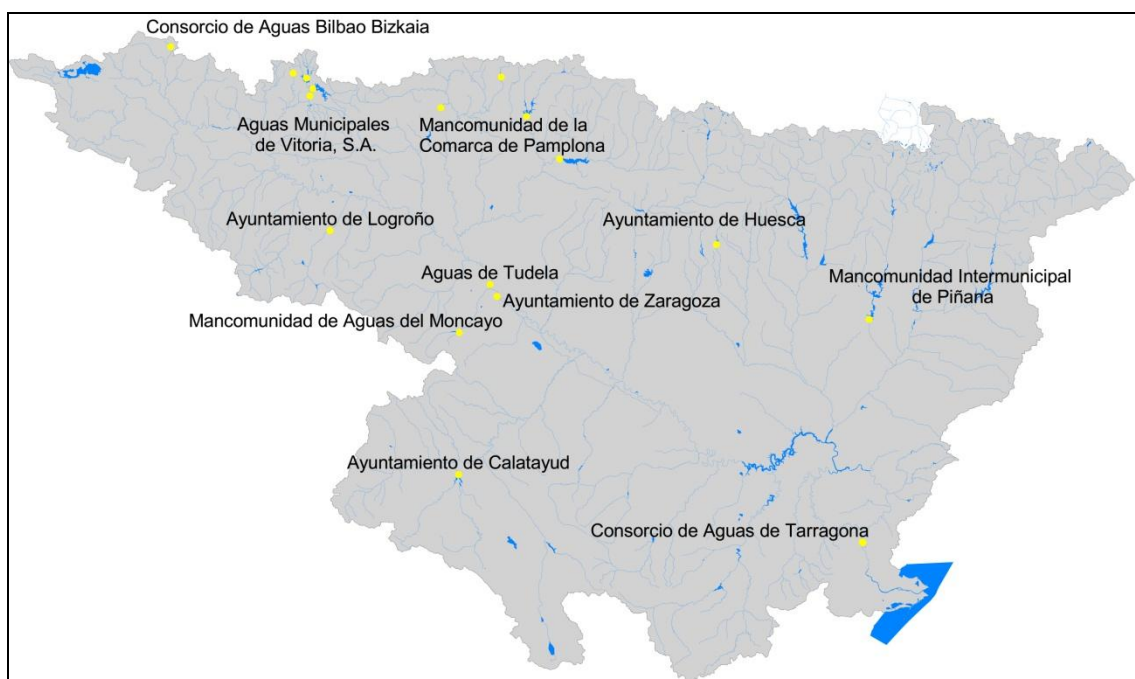 Consorcio de Aguas Bilbao Bizkaia
Aguas Municipales
de Vitoria, S.A.
Mancomunidad de la
Comarca de Pamplona
Ayuntamiento de Logroño
Ayuntamiento de Huesca
Aguas de Tudela
Mancomunidad Intermunicipal
de Piñana
Ayuntamiento de Zaragoza
Mancomunidad de Aguas del Moncayo
Ayuntamiento de Calatayud
Consorcio de Aguas de Tarragona